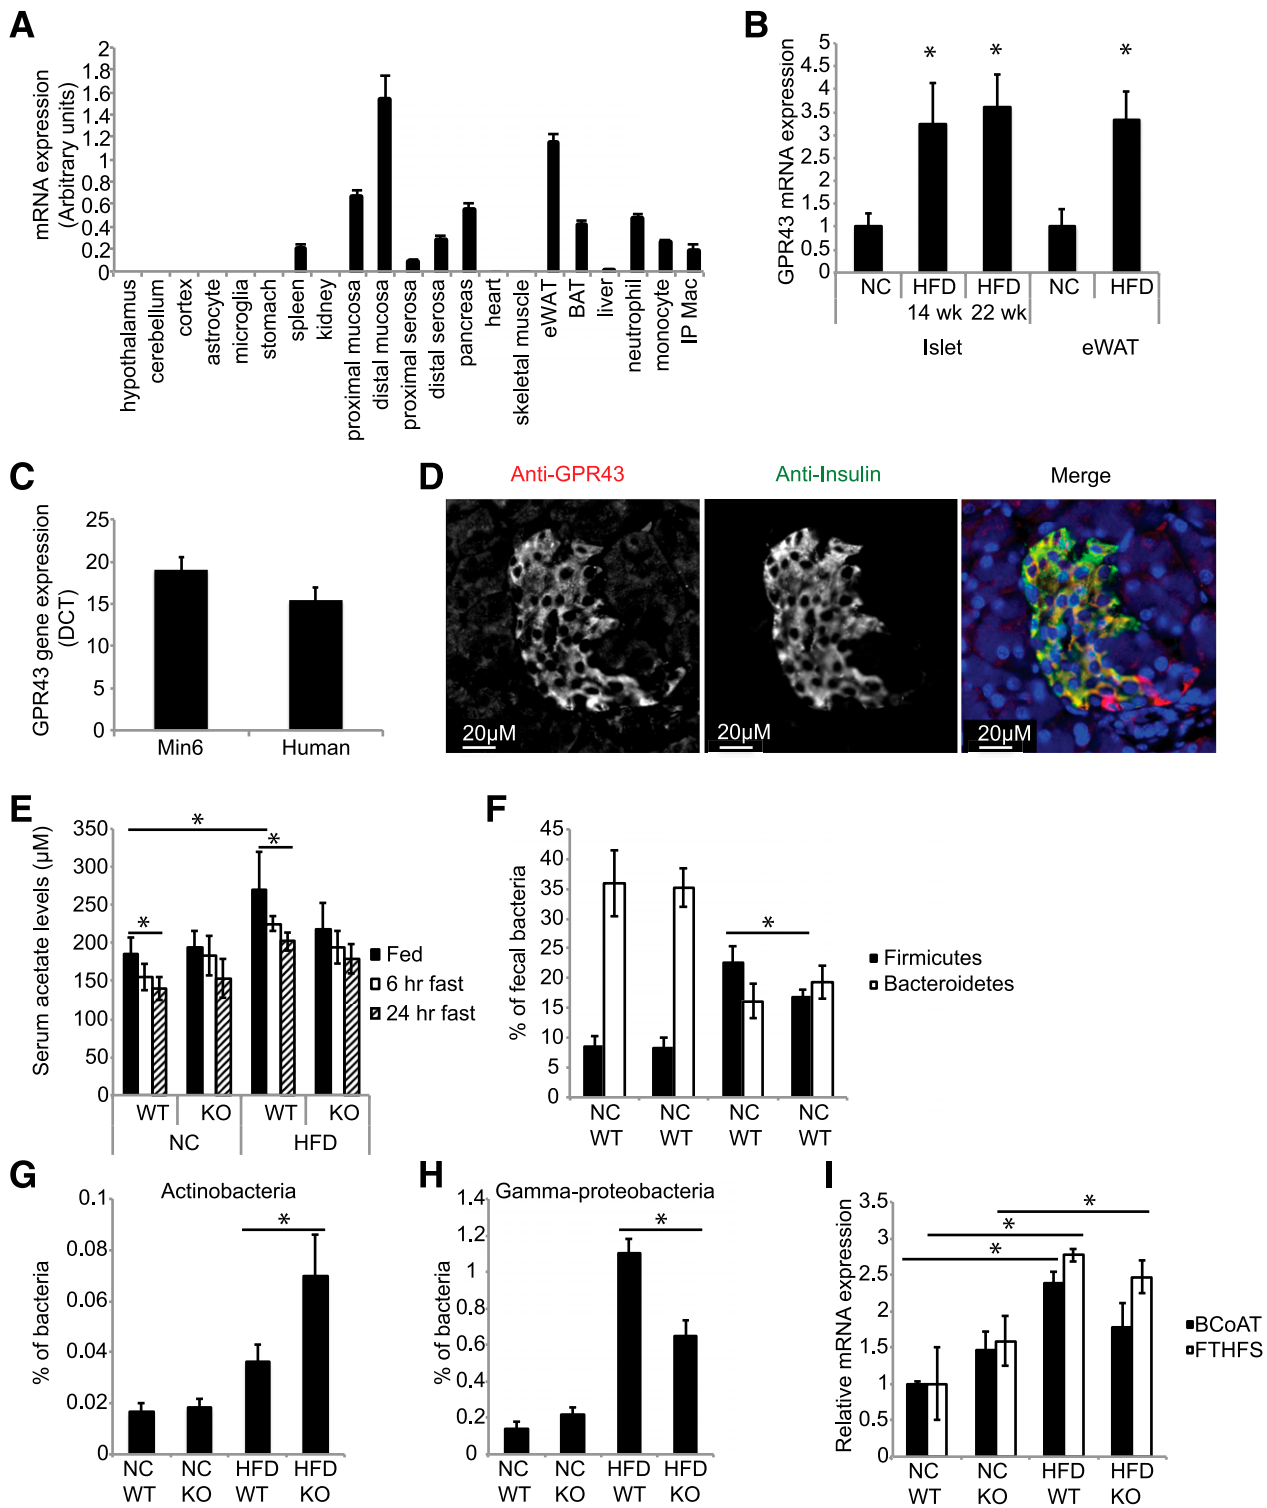 A
mRNA expression
(Arbitrary units)
2
1.8
1.6
1.4
1.2
1
0.8
0.6
0.4
0.2
0
hypothalamus
cerebellum
cortex
astrocyte
microglia
stomach
spleen
kidney
proximal mucosa
distal mucosa
proximal serosa
distal serosa
pancreas
heart
skeletal muscle
eWAT
BAT
liver
neutrophil
monocyte
IP Mac
B
GPR43 mRNA expression
5
4.5
4
3.5
3
2.5
2
1.5
1
0.5
0
* * *
NC HFD HFD NC HFD
14 wk 22 wk
Islet eWAT
C
GPR43 gene expression
(DCT)
25
20
15
10
5
0
Min6 Human
D
Anti-GPR43 Anti-Insulin Merge
20µM 20µM 20µM
E
Serum acetate levels (µM)
350
300
250
200
150
100
50
0
* * *
Fed
6 hr fast
24 hr fast
WT KO WT KO
NC HFD
F
% of fecal bacteria
45
40
35
30
25
20
15
10
5
0
*
Firmicutes
Bacteroidetes
NC NC NC NC
WT WT WT WT
G
Actinobacteria
% of bacteria
0.1
0.08
0.06
0.04
0.02
0
*
NC NC HFD HFD
WT KO WT KO
H
Gamma-proteobacteria
% of bacteria
1.4
1.2
1
0.8
0.6
0.4
0.2
0
*
NC NC HFD HFD
WT KO WT KO
I
Relative mRNA expression
3.5
3
2.5
2
1.5
1
0.5
0
*
*
*
BCoAT
FTHFS
NC NC HFD HFD
WT KO WT KO